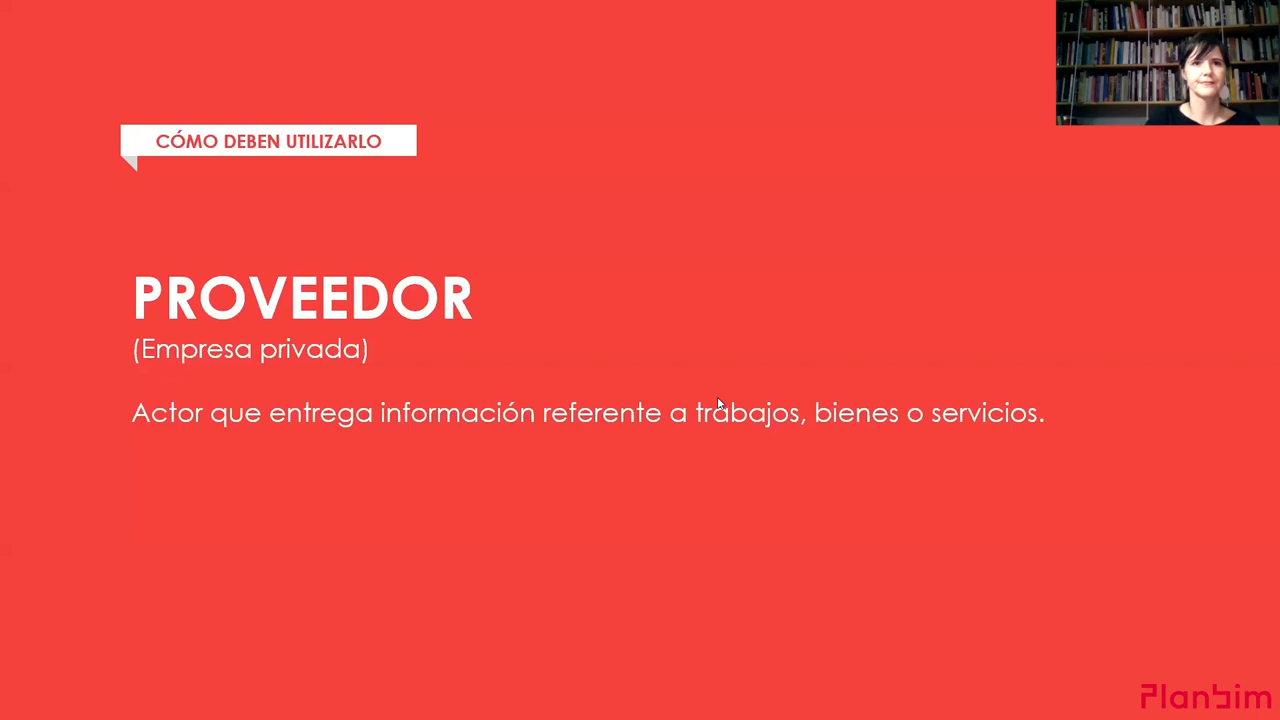 CÓMO DEBEN UTILIZARLO
PROVEEDOR
(Empresa privada)
Actor que entrega información referente a trabajos, bienes o servicios.
Planbim